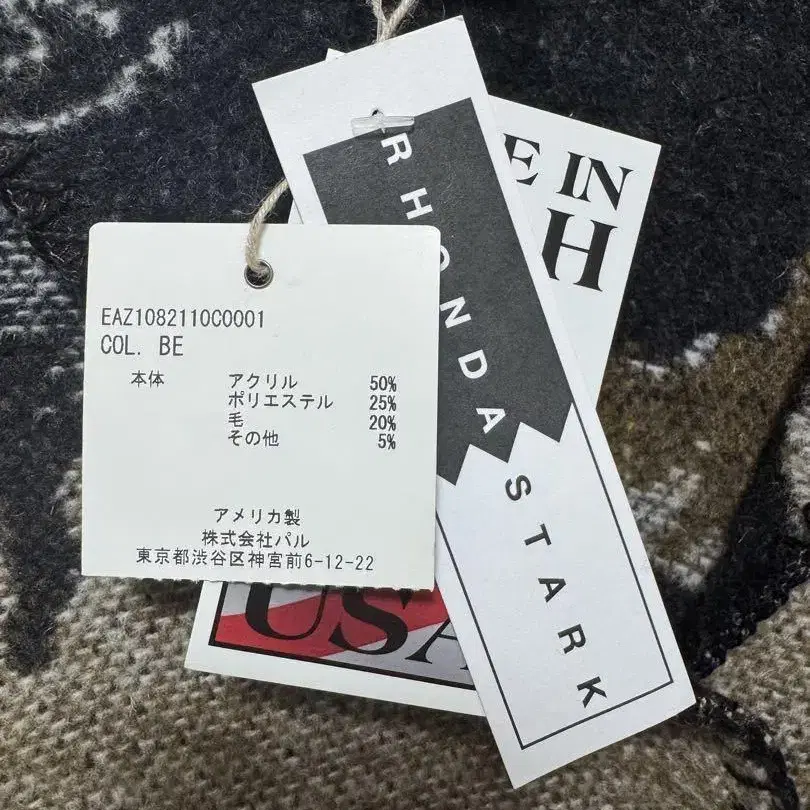 EAZ1082110C0001
COL. BE
本体 アクリル 50%
ポリエステル 25%
毛 20%
その他 5%
アメリカ製
株式会社パル
東京都渋谷区神宮前6-12-22
RHONDA STARK
E IN
H
USA